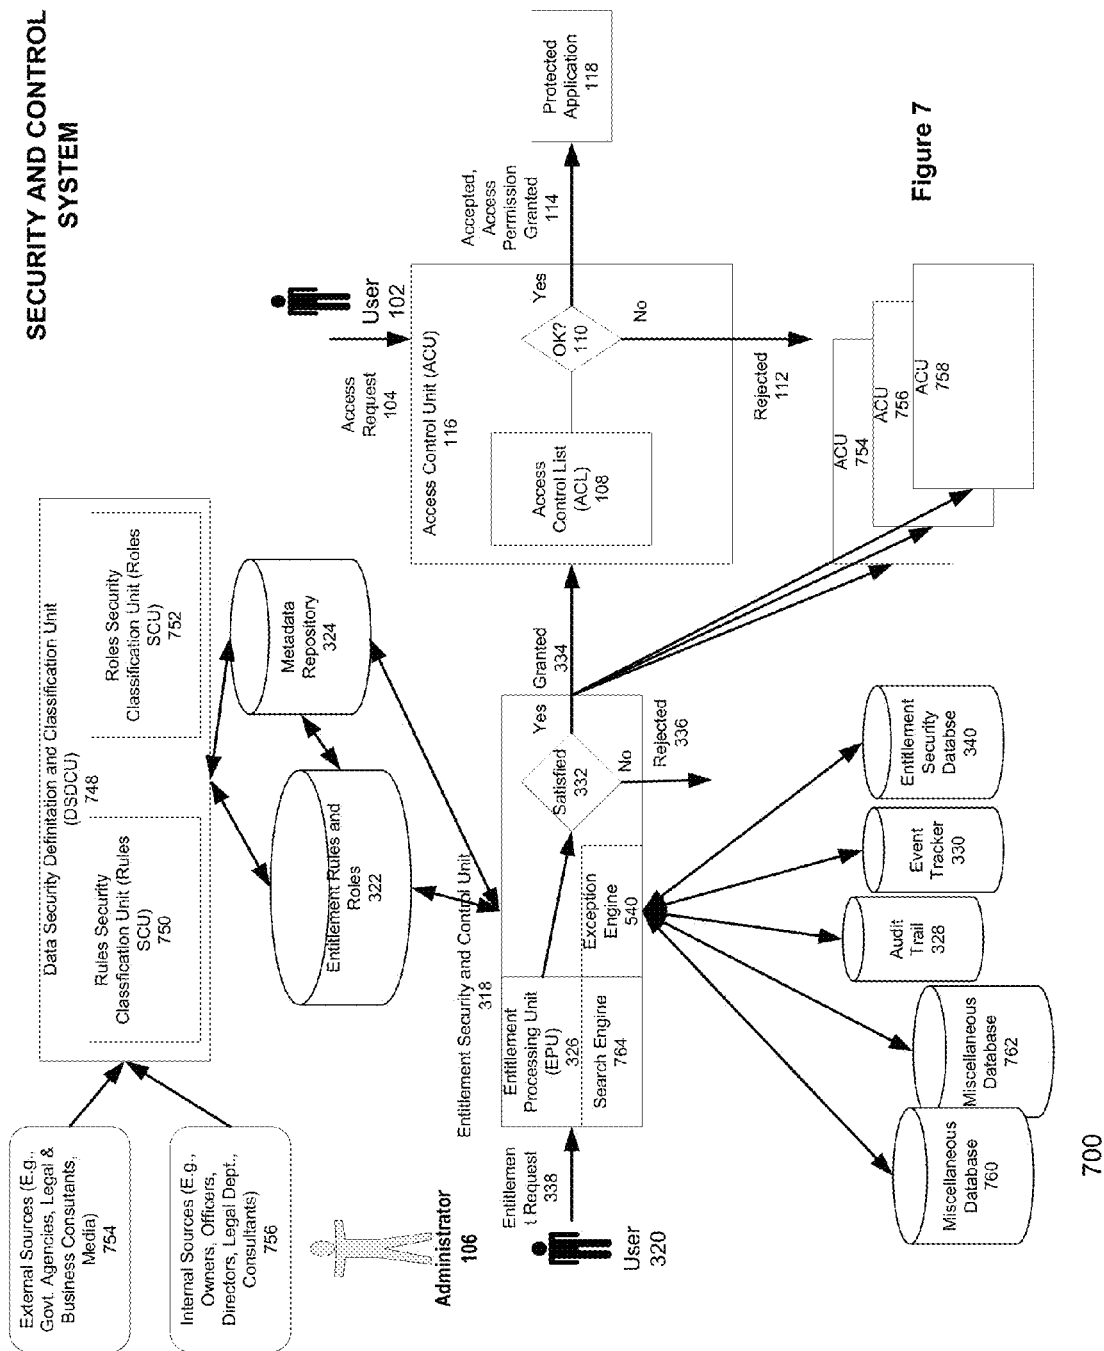 SECURITY AND CONTROL
SYSTEM
External Sources (E.g.,
Govt. Agencies, Legal &
Business Consutants,
Media)
754
Internal Sources (E.g.,
Owners, Officers,
Directors, Legal Dept.,
Consultants)
756
Data Security Definitation and Classification Unit
(DSDCU)
748
Rules Security
Classfication Unit (Rules
SCU)
750
Roles Security
Classification Unit (Roles
SCU)
752
Entitlement Rules and
Roles
322
Metadata
Repository
324
Administrator
106
User
320
Entitlemen
t Request
338
Entitlement Security and Control Unit
318
Entitlement
Processing Unit
(EPU)
326
Search Engine
764
Exception
Engine
540
Satisfied
332
Yes
No
Rejected
336
Granted
334
User
102
Access
Request
104
Access Control Unit (ACU)
116
Access
Control List
(ACL)
108
OK?
110
Yes
No
Rejected
112
Accepted,
Access
Permission
Granted
114
Protected
Application
118
ACU
754
ACU
756
ACU
758
Miscellaneous
Database
760
Miscellaneous
Database
762
Audit
Trail
328
Event
Tracker
330
Entitlement
Security
Databse
340
Figure 7
700